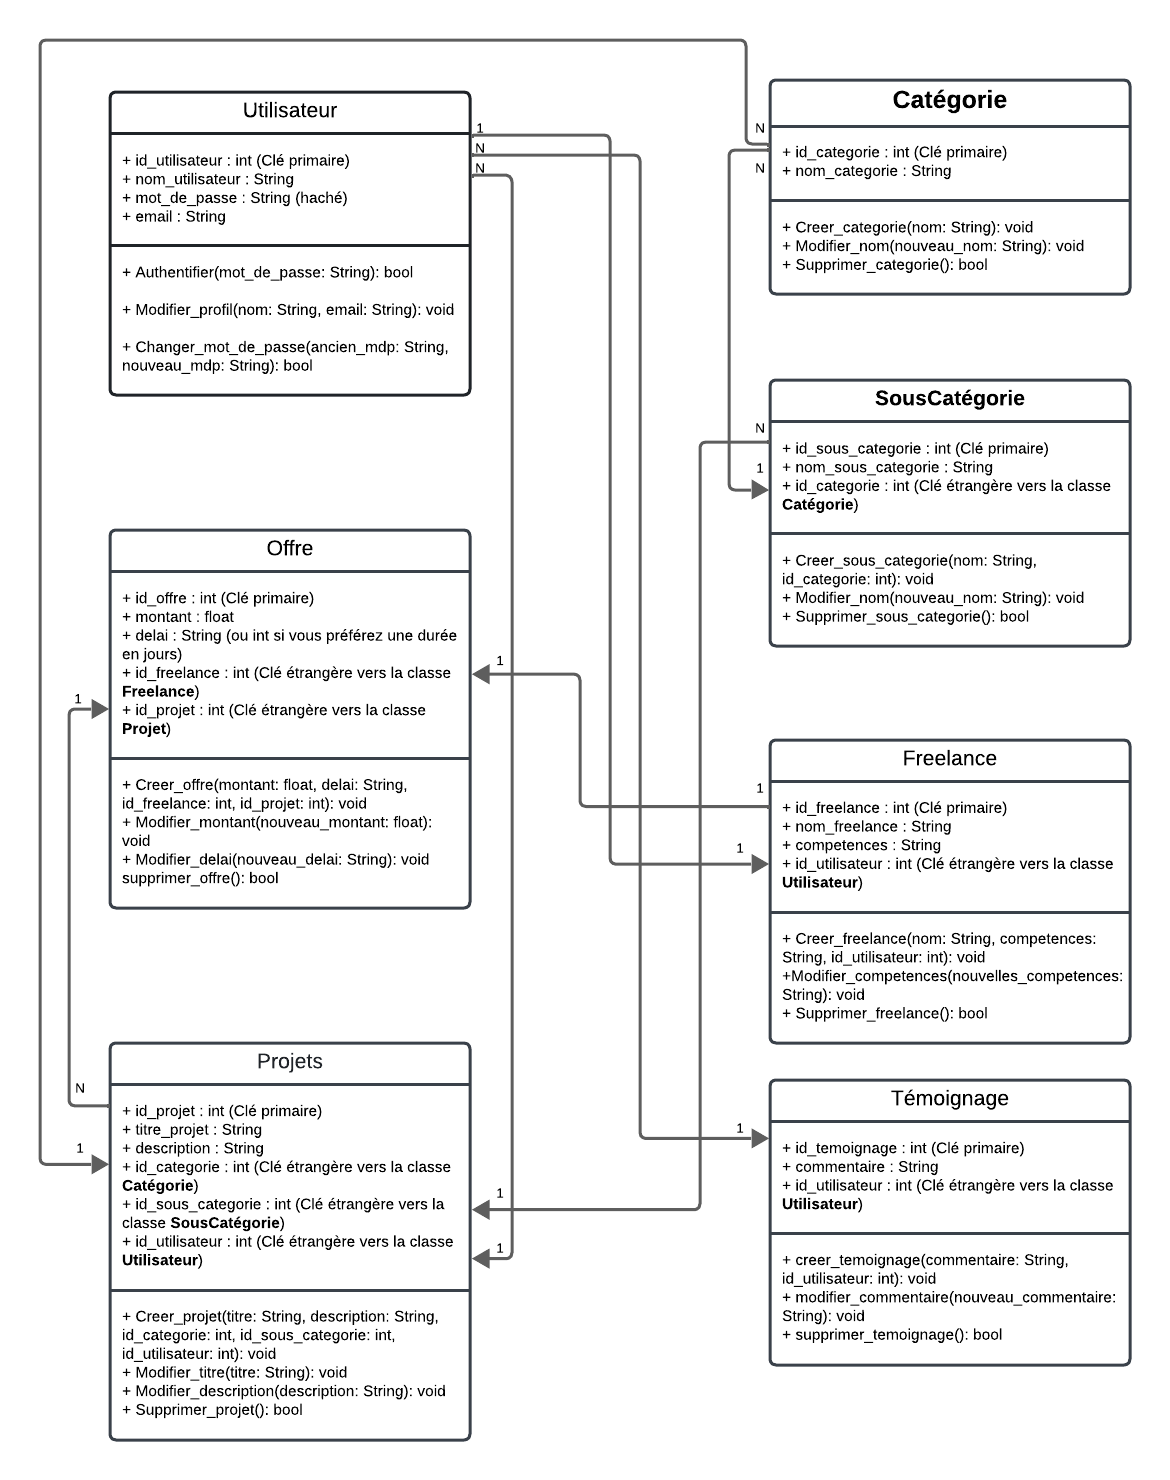 Utilisateur
+ id_utilisateur : int (Clé primaire)
+ nom_utilisateur : String
+ mot_de_passe : String (haché)
+ email : String
+ Authentifier(mot_de_passe: String): bool
+ Modifier_profil(nom: String, email: String): void
+ Changer_mot_de_passe(ancien_mdp: String,
nouveau_mdp: String): bool
1
N
N
Catégorie
+ id_categorie : int (Clé primaire)
+ nom_categorie : String
+ Creer_categorie(nom: String): void
+ Modifier_nom(nouveau_nom: String): void
+ Supprimer_categorie(): bool
N
N
SousCatégorie
+ id_sous_categorie : int (Clé primaire)
+ nom_sous_categorie : String
+ id_categorie : int (Clé étrangère vers la classe
Catégorie)
+ Creer_sous_categorie(nom: String,
id_categorie: int): void
+ Modifier_nom(nouveau_nom: String): void
+ Supprimer_sous_categorie(): bool
N
1
Offre
+ id_offre : int (Clé primaire)
+ montant : float
+ delai : String (ou int si vous préférez une durée
en jours)
+ id_freelance : int (Clé étrangère vers la classe
Freelance)
+ id_projet : int (Clé étrangère vers la classe
Projet)
+ Creer_offre(montant: float, delai: String,
id_freelance: int, id_projet: int): void
+ Modifier_montant(nouveau_montant: float):
void
+ Modifier_delai(nouveau_delai: String): void
supprimer_offre(): bool
1
1
Freelance
+ id_freelance : int (Clé primaire)
+ nom_freelance : String
+ competences : String
+ id_utilisateur : int (Clé étrangère vers la classe
Utilisateur)
+ Creer_freelance(nom: String, competences:
String, id_utilisateur: int): void
+Modifier_competences(nouvelles_competences:
String): void
+ Supprimer_freelance(): bool
1
1
Projets
+ id_projet : int (Clé primaire)
+ titre_projet : String
+ description : String
+ id_categorie : int (Clé étrangère vers la classe
Catégorie)
+ id_sous_categorie : int (Clé étrangère vers la
classe SousCatégorie)
+ id_utilisateur : int (Clé étrangère vers la classe
Utilisateur)
+ Creer_projet(titre: String, description: String,
id_categorie: int, id_sous_categorie: int,
id_utilisateur: int): void
+ Modifier_titre(titre: String): void
+ Modifier_description(description: String): void
+ Supprimer_projet(): bool
N
1
1
1
Témoignage
+ id_temoignage : int (Clé primaire)
+ commentaire : String
+ id_utilisateur : int (Clé étrangère vers la classe
Utilisateur)
+ creer_temoignage(commentaire: String,
id_utilisateur: int): void
+ modifier_commentaire(nouveau_commentaire:
String): void
+ supprimer_temoignage(): bool
1